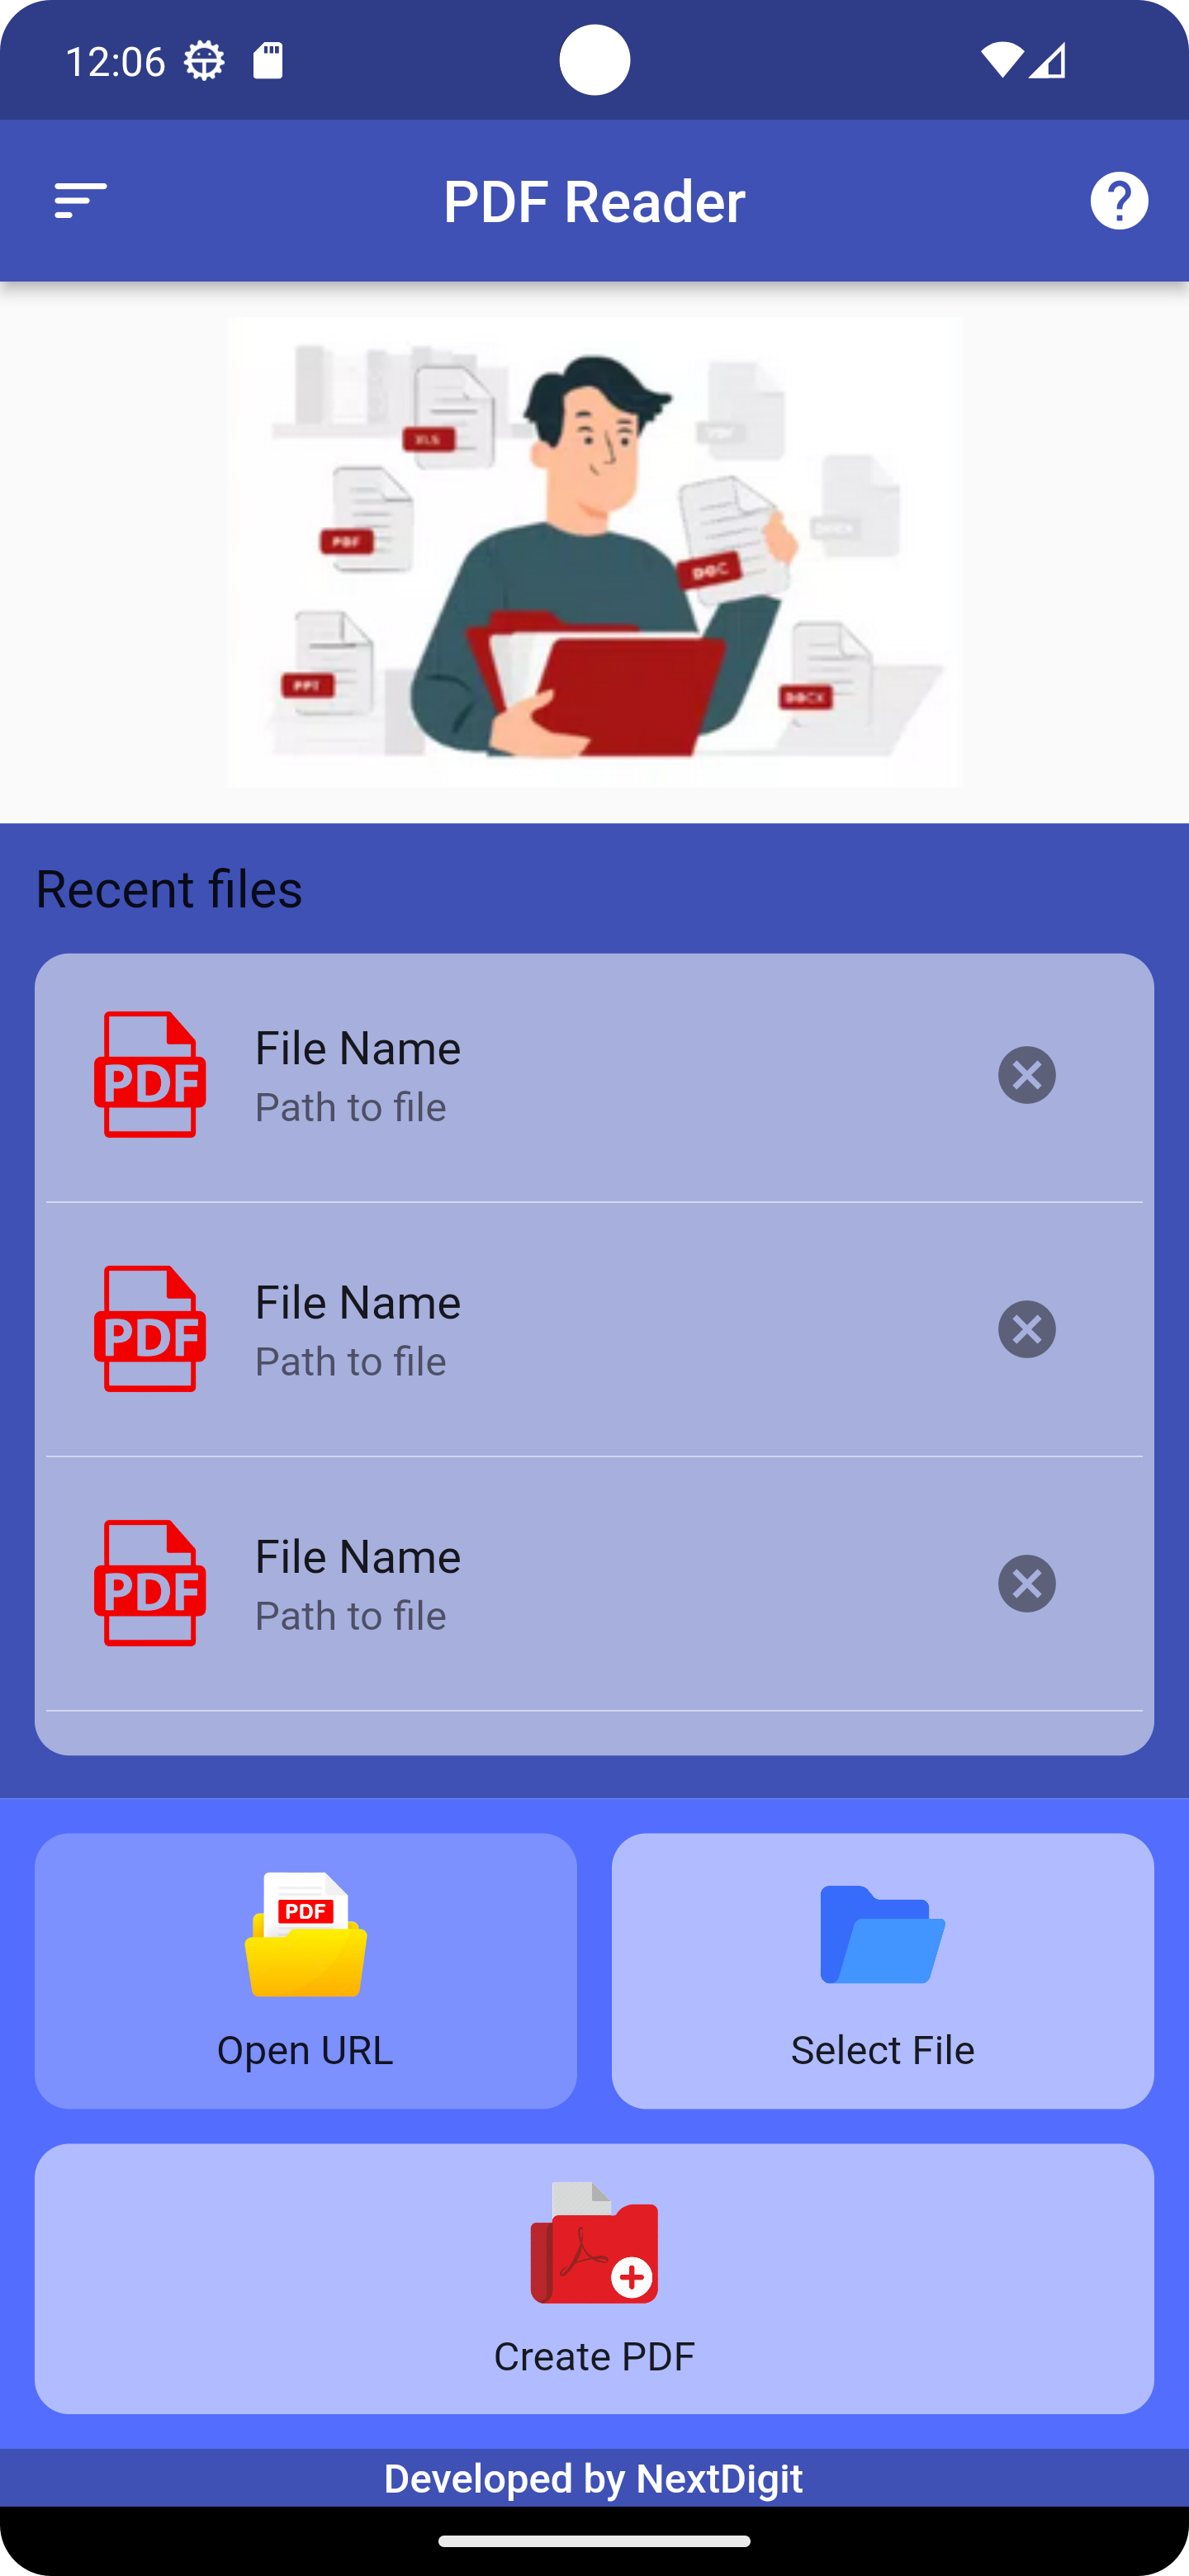 12:06
PDF Reader
XLS
PDF
DOC
PPT
DOCX
Recent files
PDF
File Name
Path to file
PDF
File Name
Path to file
PDF
File Name
Path to file
PDF
Open URL
Select File
Create PDF
Developed by NextDigit